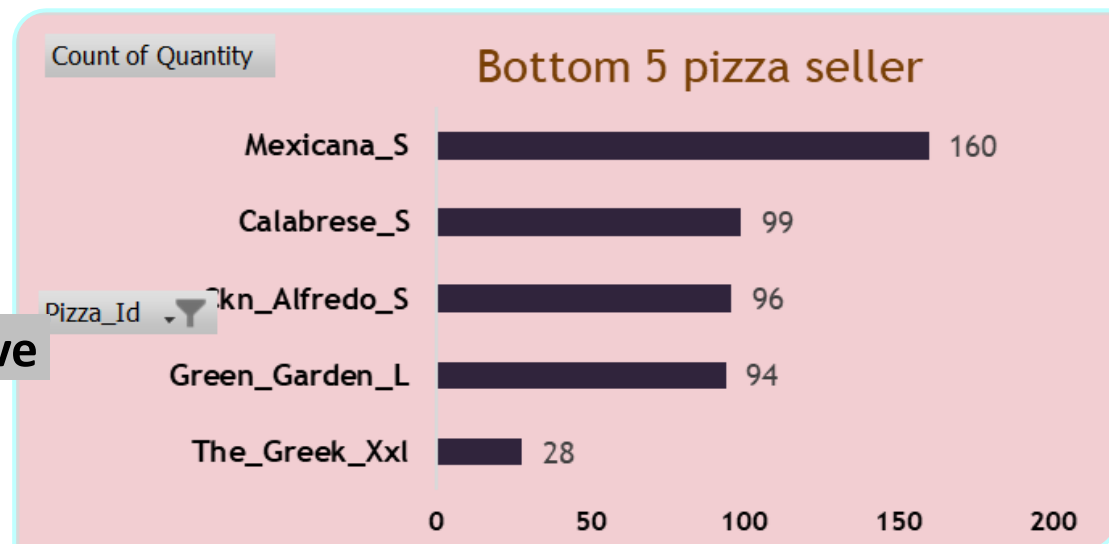 Count of Quantity
Bottom 5 pizza seller
Mexicana_S 160
Calabrese_S 99
Pizza_Id
kn_Alfredo_S 96
ve
Green_Garden_L 94
The_Greek_Xxl 28
0 50 100 150 200